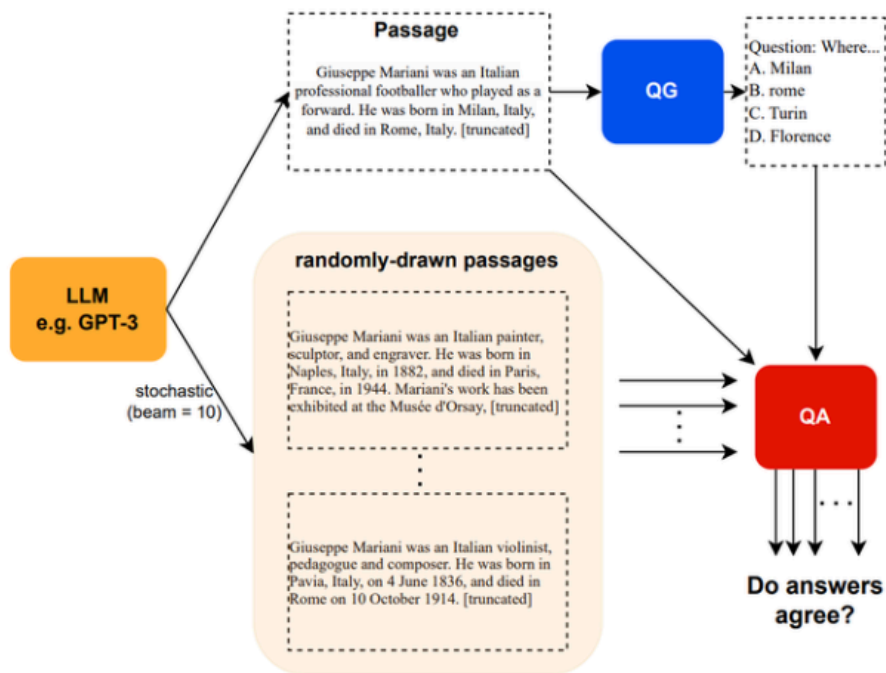 Passage
Giuseppe Mariani was an Italian
professional footballer who played as a
forward. He was born in Milan, Italy,
and died in Rome, Italy. [truncated]
QG
Question: Where...
A. Milan
B. rome
C. Turin
D. Florence
LLM
e.g. GPT-3
stochastic
(beam = 10)
randomly-drawn passages
Giuseppe Mariani was an Italian painter,
sculptor, and engraver. He was born in
Naples, Italy, in 1882, and died in Paris,
France, in 1944. Mariani's work has been
exhibited at the Musée d'Orsay, [truncated]
Giuseppe Mariani was an Italian violinist,
pedagogue and composer. He was born in
Pavia, Italy, on 4 June 1836, and died in
Rome on 10 October 1914. [truncated]
QA
Do answers
agree?